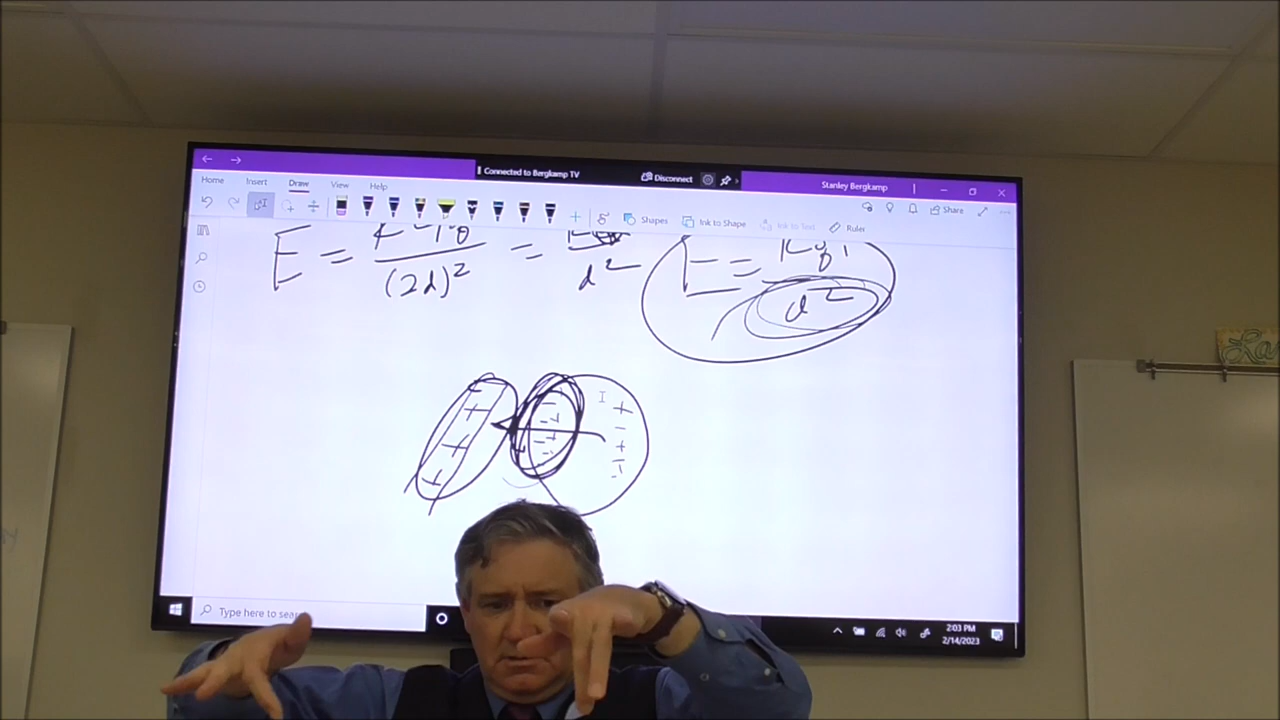 Connected to Bergkamp TV
Disconnect
Stanley Bergkamp
Home Insert Draw View Help
Share
Shapes Ink to Shape Ink to Text Ruler
E = / (2d)² = / d²
E = / d²
I
+
-
+
Type here to sear
2:03 PM
2/14/2023